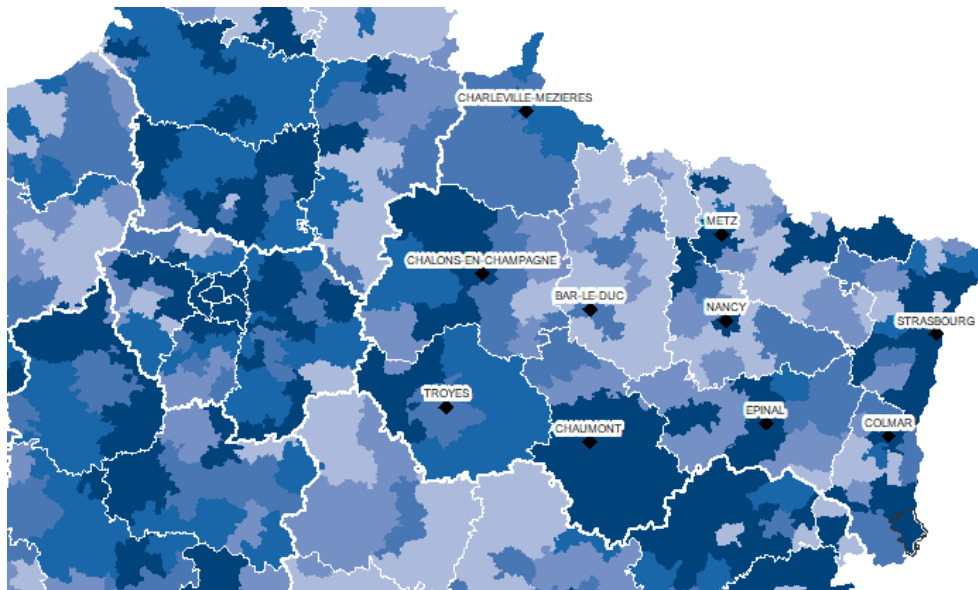 CHARLEVILLE-MEZIERES
METZ
CHALONS-EN-CHAMPAGNE
BAR-LE-DUC
NANCY
STRASBOURG
TROYES
EPINAL
CHAUMONT
COLMAR